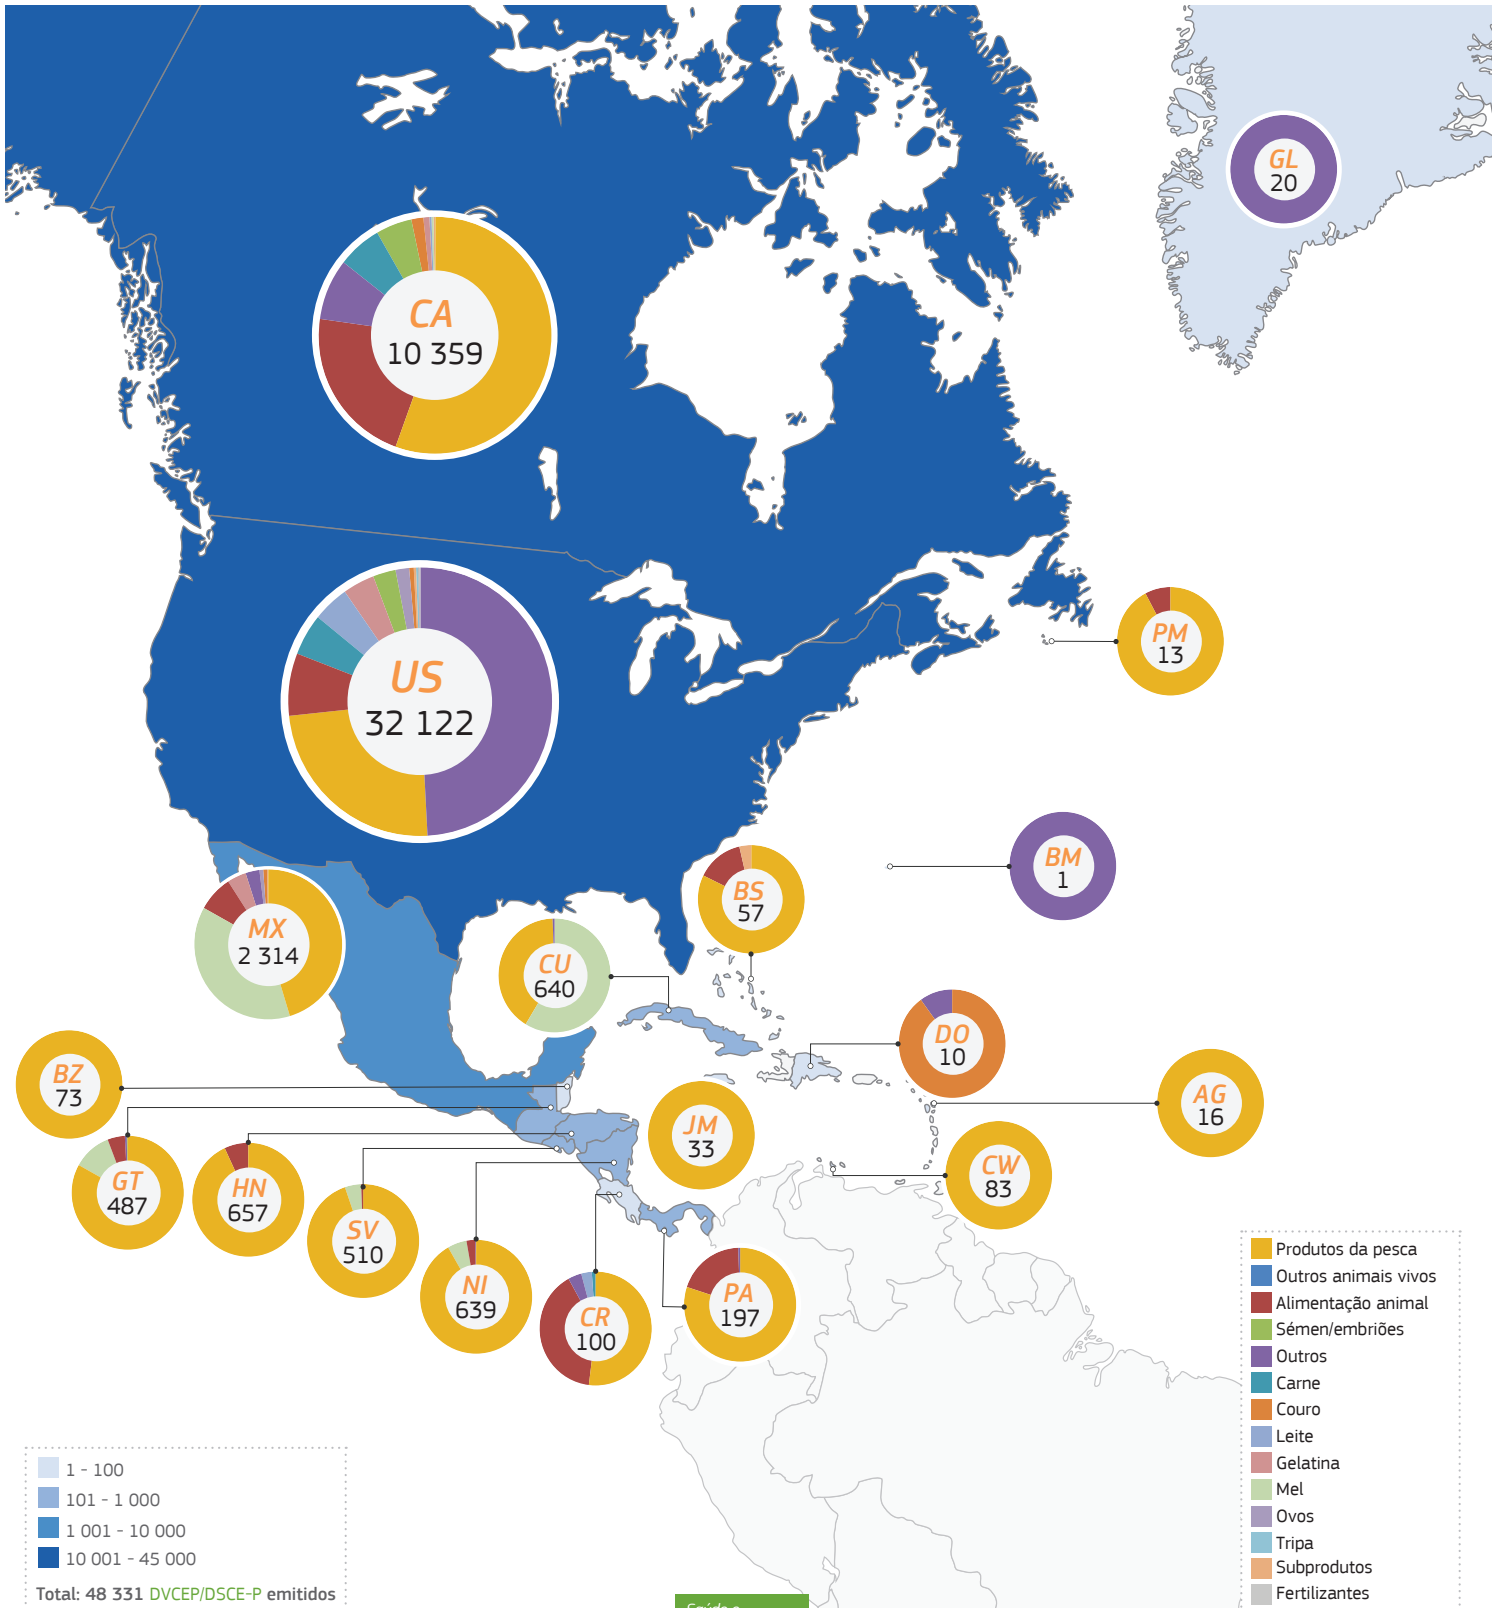 GL
20
CA
10 359
US
32 122
PM
13
BM
1
BS
57
MX
2 314
CU
640
DO
10
BZ
73
AG
16
JM
33
CW
83
GT
487
HN
657
SV
510
NI
639
CR
100
PA
197
Produtos da pesca
Outros animais vivos
Alimentação animal
Sémen/embriões
Outros
Carne
Couro
Leite
Gelatina
Mel
Ovos
Tripa
Subprodutos
Fertilizantes
1 - 100
101 - 1 000
1 001 - 10 000
10 001 - 45 000
Total: 48 331 DVCEP/DSCE-P emitidos